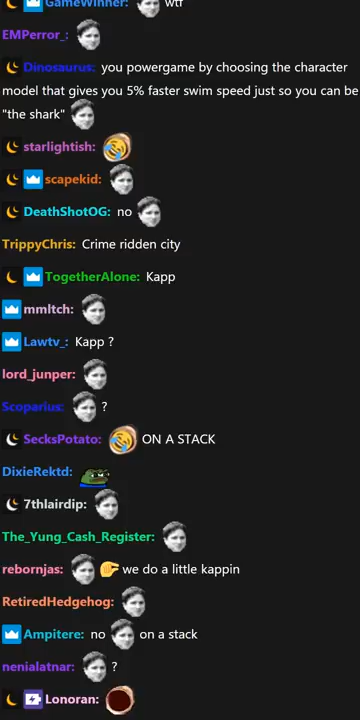 GameWinner: wtf
EMPerror_:
Dinosaurus: you powergame by choosing the character
model that gives you 5% faster swim speed just so you can be
"the shark"
starlightish:
scapekid:
DeathShotOG: no
TrippyChris: Crime ridden city
TogetherAlone: Kapp
mmltch:
Lawtv_: Kapp ?
lord_junper:
Scoparius: ?
SecksPotato: ON A STACK
DixieRektd:
7thlairdip:
The_Yung_Cash_Register:
rebornjas: we do a little kappin
RetiredHedgehog:
Ampitere: no on a stack
nenialatnar: ?
Lonoran: